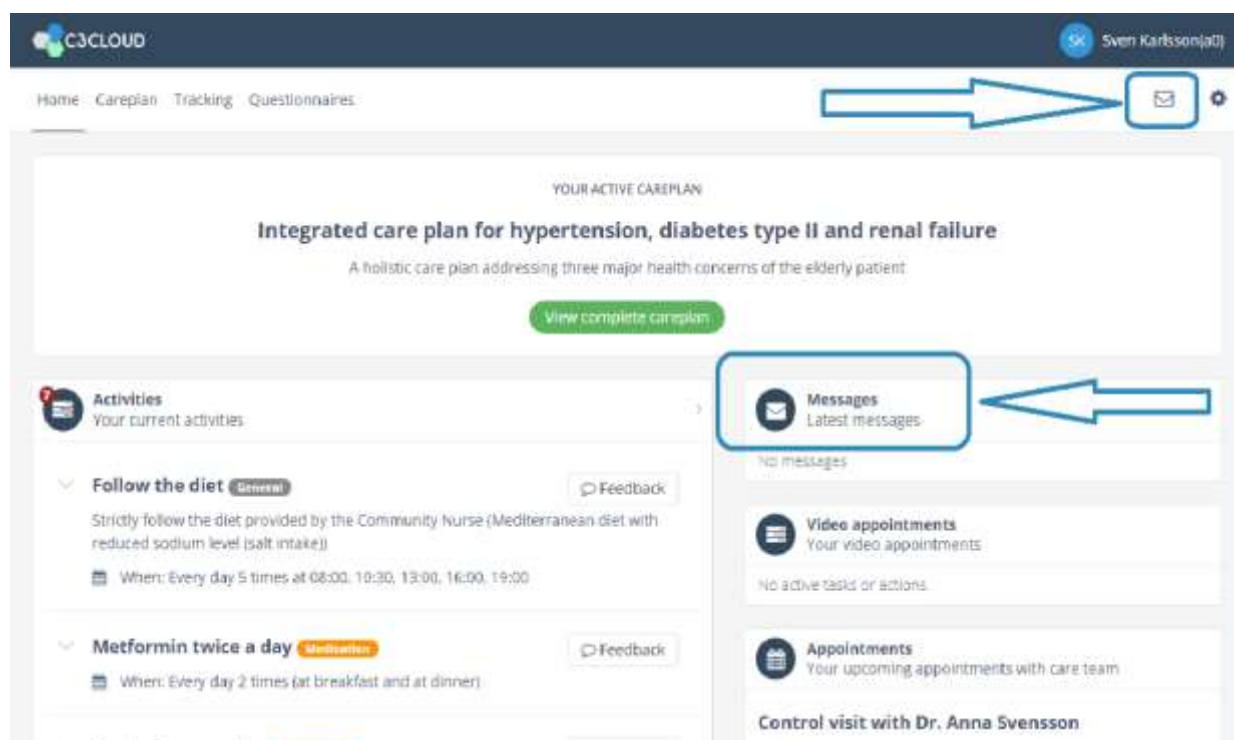 C3CLOUD
SK
Sven Karlsson(a0)
Home Careplan Tracking Questionnaires
YOUR ACTIVE CAREPLAN
Integrated care plan for hypertension, diabetes type II and renal failure
A holistic care plan addressing three major health concerns of the elderly patient
View complete careplan
7
Activities
Your current activities
Follow the diet General
Feedback
Strictly follow the diet provided by the Community Nurse (Mediterranean diet with
reduced sodium level (salt intake))
When: Every day 5 times at 08:00, 10:30, 13:00, 16:00, 19:00
Metformin twice a day Medication
Feedback
When: Every day 2 times (at breakfast and at dinner)
Messages
Latest messages
No messages
Video appointments
Your video appointments
No active tasks or actions
Appointments
Your upcoming appointments with care team
Control visit with Dr. Anna Svensson